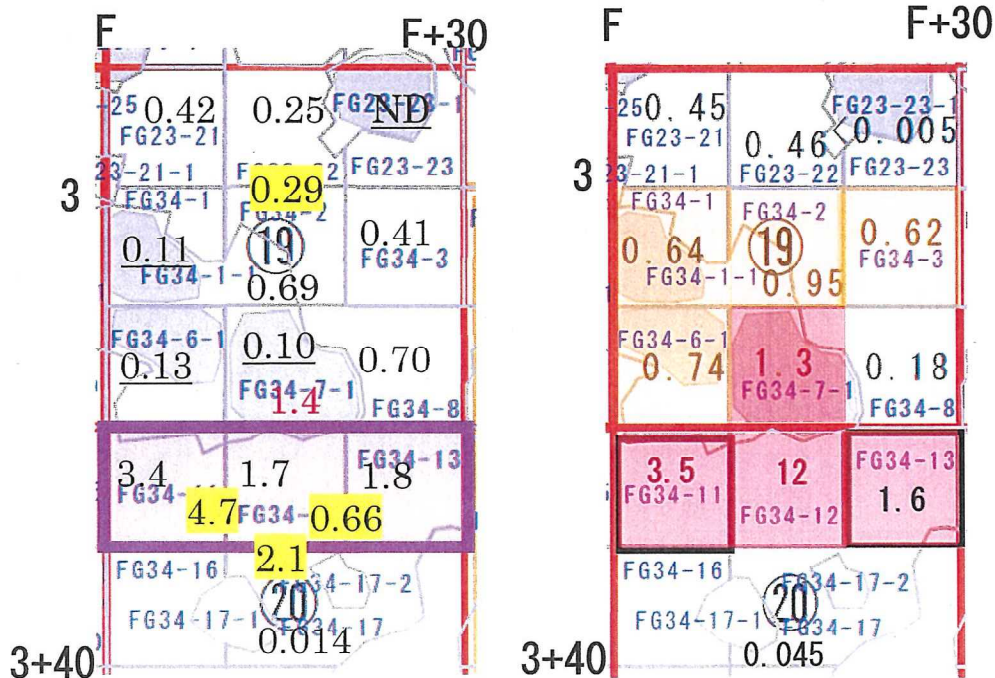 F F+30
-25 0.42 0.25 ND
FG23-21 FG23-23
23-21-1
3
0.29
FG34-1
0.11 19 0.41
FG34-1-1 FG34-3
0.69
FG34-6-1
0.13 0.10 0.70
FG34-7-1
1.4 FG34-8
3.4 1.7 1.8 FG34-13
4.7 FG34- 0.66
2.1
FG34-16 FG34-17-2
20
FG34-17-1 FG34-17
0.014
3+40
F F+30
FG23-23-1
25 0.45 0.46 0.005
FG23-21 FG23-22 FG23-23
23-21-1
3
FG34-1 FG34-2
0.64 19 0.62
FG34-1-1 FG34-3
0.95
FG34-6-1
0.74 1.3 0.18
FG34-7-1 FG34-8
3.5 12 FG34-13
FG34-11 1.6
FG34-12
FG34-16 FG34-17-2
20
FG34-17-1 FG34-17
0.045
3+40